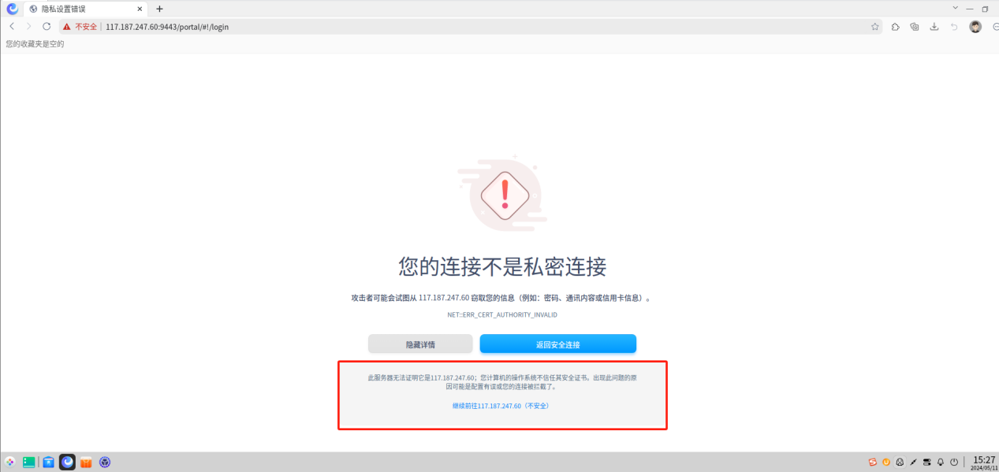 隐私设置错误
不安全 117.187.247.60:9443/portal/#!/login
您的收藏夹是空的
您的连接不是私密连接
攻击者可能会试图从 117.187.247.60 窃取您的信息（例如：密码、通讯内容或信用卡信息）。
NET::ERR_CERT_AUTHORITY_INVALID
隐藏详情 返回安全连接
此服务器无法证明它是117.187.247.60；您计算机的操作系统不信任其安全证书。出现此问题的原
因可能是配置有误或您的连接被拦截了。
继续前往117.187.247.60（不安全）
15:27
2024/05/11